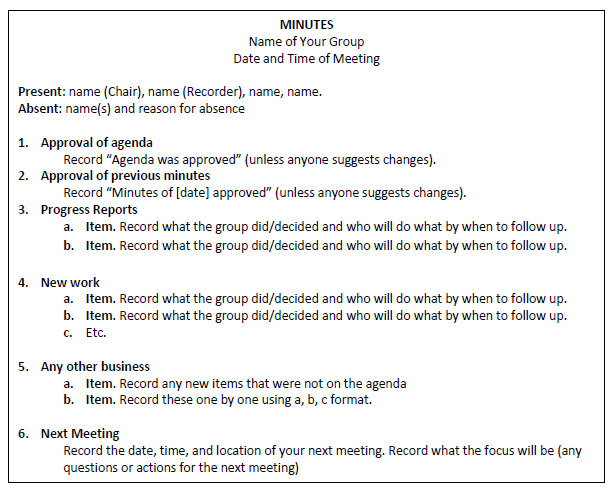 MINUTES
Name of Your Group
Date and Time of Meeting
Present: name (Chair), name (Recorder), name, name.
Absent: name(s) and reason for absence
1. Approval of agenda
Record “Agenda was approved” (unless anyone suggests changes).
2. Approval of previous minutes
Record “Minutes of [date] approved” (unless anyone suggests changes).
3. Progress Reports
a. Item. Record what the group did/decided and who will do what by when to follow up.
b. Item. Record what the group did/decided and who will do what by when to follow up.
4. New work
a. Item. Record what the group did/decided and who will do what by when to follow up.
b. Item. Record what the group did/decided and who will do what by when to follow up.
c. Etc.
5. Any other business
a. Item. Record any new items that were not on the agenda
b. Item. Record these one by one using a, b, c format.
6. Next Meeting
Record the date, time, and location of your next meeting. Record what the focus will be (any
questions or actions for the next meeting)